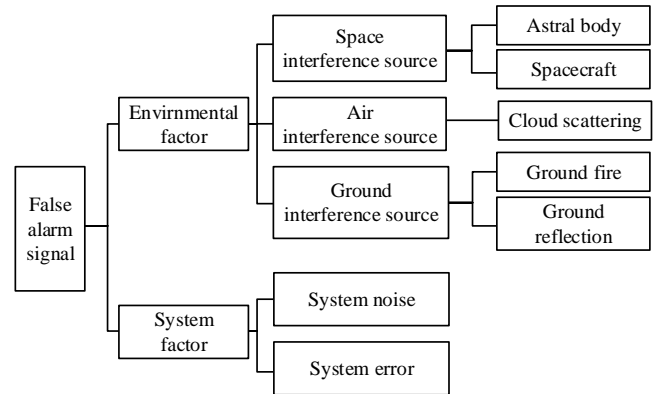 False
alarm
signal
Envirnmental
factor
System
factor
Space
interference source
Air
interference source
Ground
interference source
System noise
System error
Astral body
Spacecraft
Cloud scattering
Ground fire
Ground
reflection